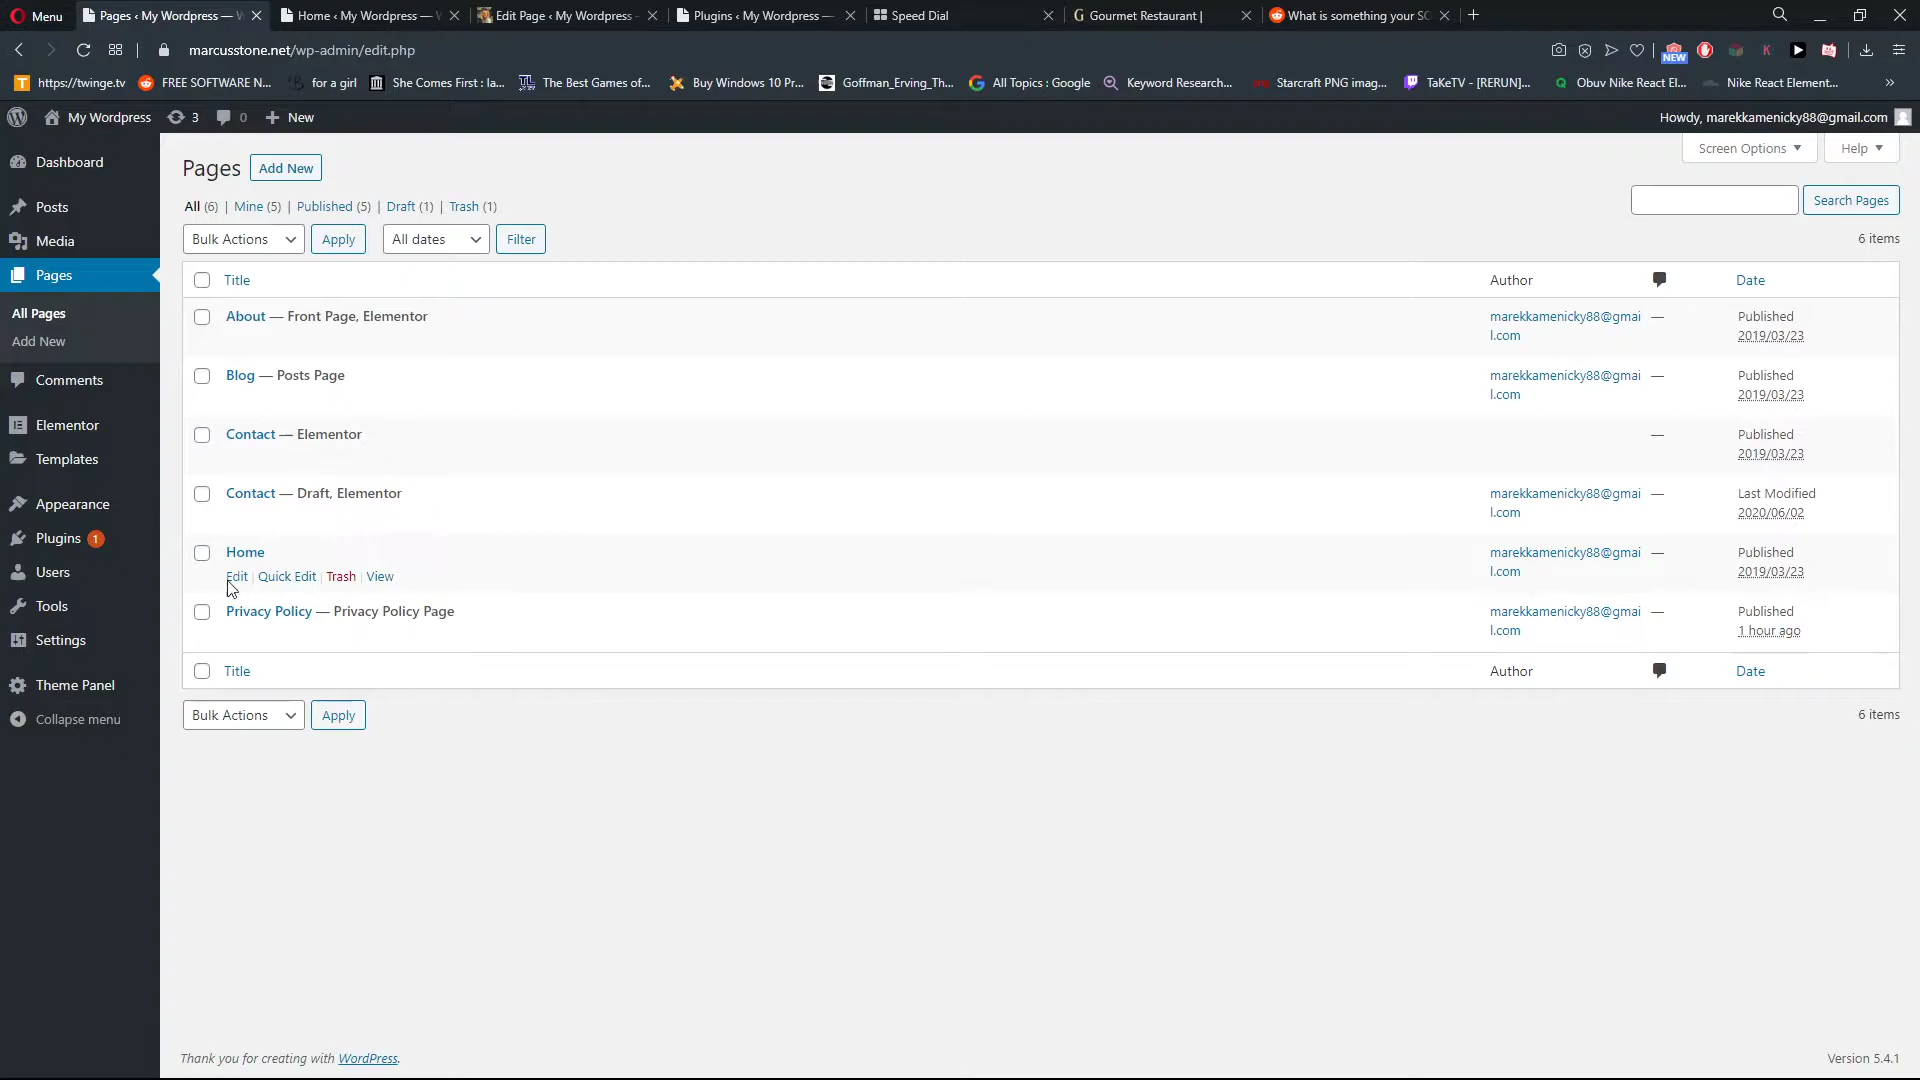 Menu
Pages ‹ My Wordpress — W
Home ‹ My Wordpress — W
Edit Page ‹ My Wordpress -
Plugins ‹ My Wordpress —
Speed Dial
Gourmet Restaurant |
What is something your SO
marcusstone.net/wp-admin/edit.php
https://twinge.tv
FREE SOFTWARE N...
for a girl
She Comes First : la...
The Best Games of...
Buy Windows 10 Pr...
Goffman_Erving_Th...
All Topics : Google
Keyword Research...
Starcraft PNG imag...
TaKeTV - [RERUN]...
Obuv Nike React El...
Nike React Element...
»
NEW
My Wordpress
3
0
New
Howdy, marekkamenicky88@gmail.com
Dashboard
Posts
Media
Pages
All Pages
Add New
Comments
Elementor
Templates
Appearance
Plugins 1
Users
Tools
Settings
Theme Panel
Collapse menu
Screen Options
Help
Pages
Add New
All (6) | Mine (5) | Published (5) | Draft (1) | Trash (1)
Search Pages
Bulk Actions
Apply
All dates
Filter
6 items
Title
Author
Date
About — Front Page, Elementor
marekkamenicky88@gmai
l.com
—
Published
2019/03/23
Blog — Posts Page
marekkamenicky88@gmai
l.com
—
Published
2019/03/23
Contact — Elementor
—
Published
2019/03/23
Contact — Draft, Elementor
marekkamenicky88@gmai
l.com
—
Last Modified
2020/06/02
Home
Edit | Quick Edit | Trash | View
marekkamenicky88@gmai
l.com
—
Published
2019/03/23
Privacy Policy — Privacy Policy Page
marekkamenicky88@gmai
l.com
—
Published
1 hour ago
Title
Author
Date
Bulk Actions
Apply
6 items
Thank you for creating with WordPress.
Version 5.4.1